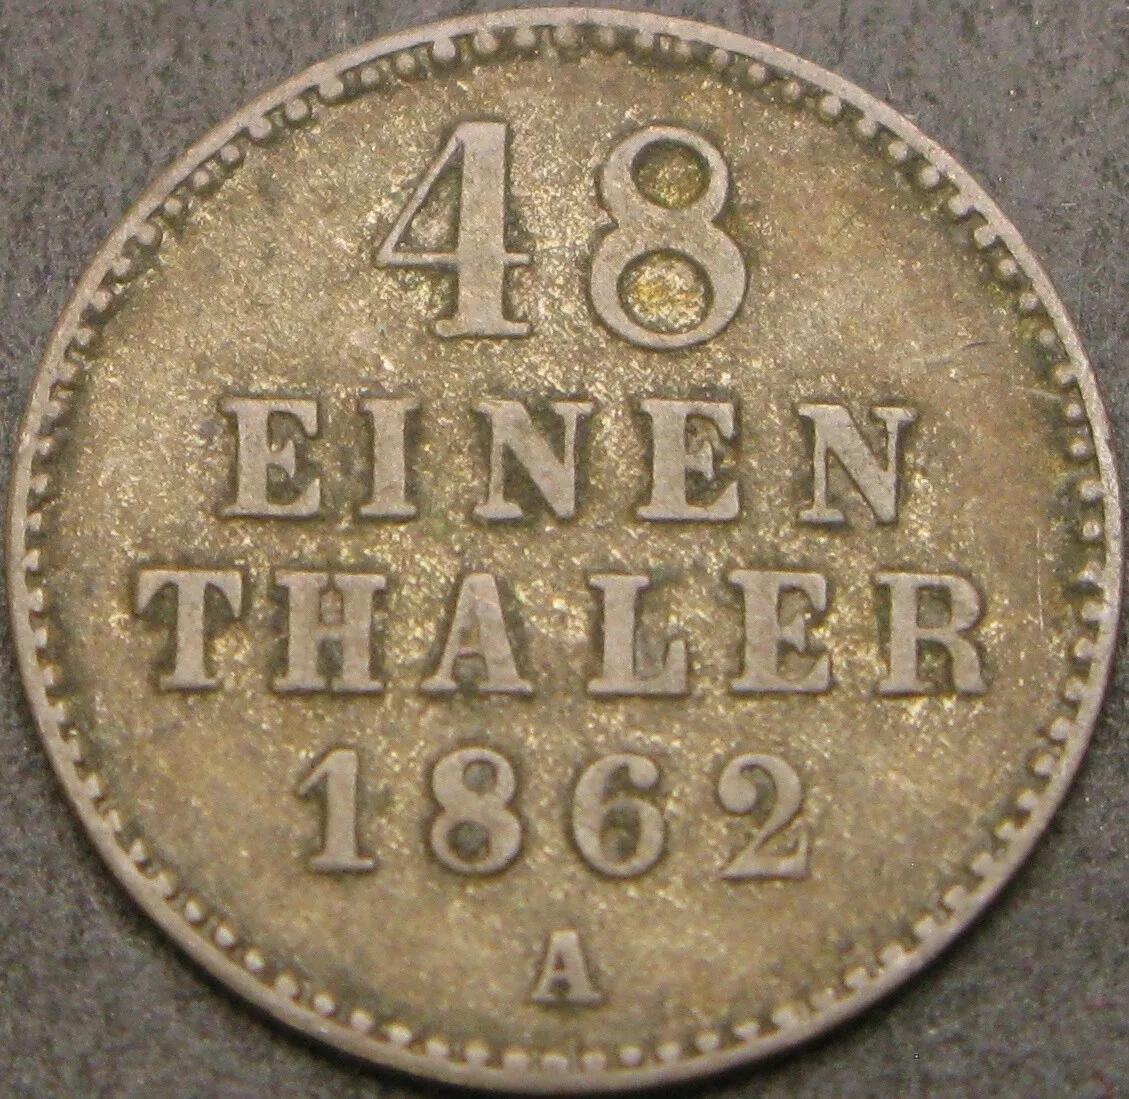 48
EINEN
THALER
1862
A